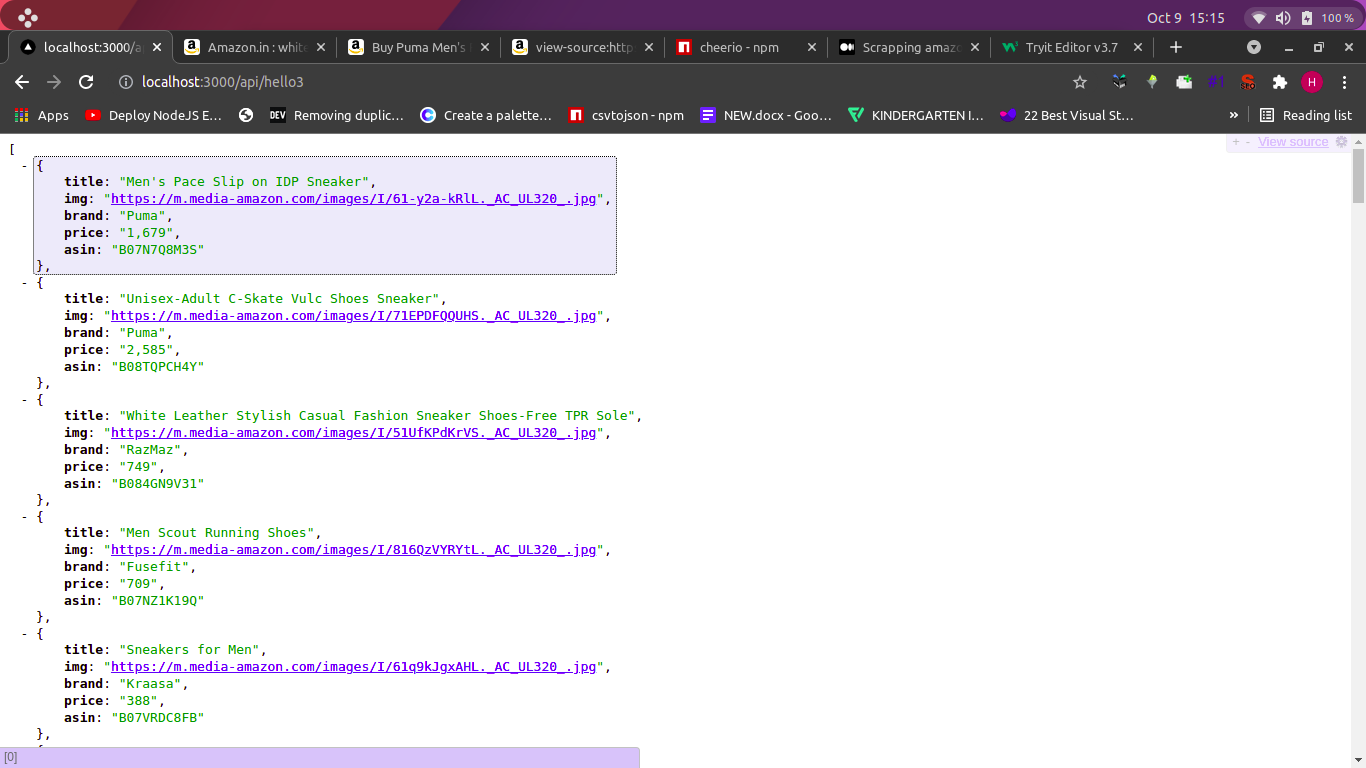 Oct 9 15:15
100 %
localhost:3000/a
Amazon.in : white
Buy Puma Men's
view-source:http
cheerio - npm
Scrapping amaz
Tryit Editor v3.7
localhost:3000/api/hello3
#1
H
Apps
Deploy NodeJS E...
DEV
Removing duplic...
Create a palette...
csvtojson - npm
NEW.docx - Goo...
KINDERGARTEN I...
22 Best Visual St...
»
Reading list
+ - View source
[
- {
title: "Men's Pace Slip on IDP Sneaker",
img: "https://m.media-amazon.com/images/I/61-y2a-kRlL._AC_UL320_.jpg",
brand: "Puma",
price: "1,679",
asin: "B07N7Q8M3S"
},
- {
title: "Unisex-Adult C-Skate Vulc Shoes Sneaker",
img: "https://m.media-amazon.com/images/I/71EPDFQQUHS._AC_UL320_.jpg",
brand: "Puma",
price: "2,585",
asin: "B08TQPCH4Y"
},
- {
title: "White Leather Stylish Casual Fashion Sneaker Shoes-Free TPR Sole",
img: "https://m.media-amazon.com/images/I/51UfKPdKrVS._AC_UL320_.jpg",
brand: "RazMaz",
price: "749",
asin: "B084GN9V31"
},
- {
title: "Men Scout Running Shoes",
img: "https://m.media-amazon.com/images/I/816QzVYRYtL._AC_UL320_.jpg",
brand: "Fusefit",
price: "709",
asin: "B07NZ1K19Q"
},
- {
title: "Sneakers for Men",
img: "https://m.media-amazon.com/images/I/61q9kJgxAHL._AC_UL320_.jpg",
brand: "Kraasa",
price: "388",
asin: "B07VRDC8FB"
},
[0]